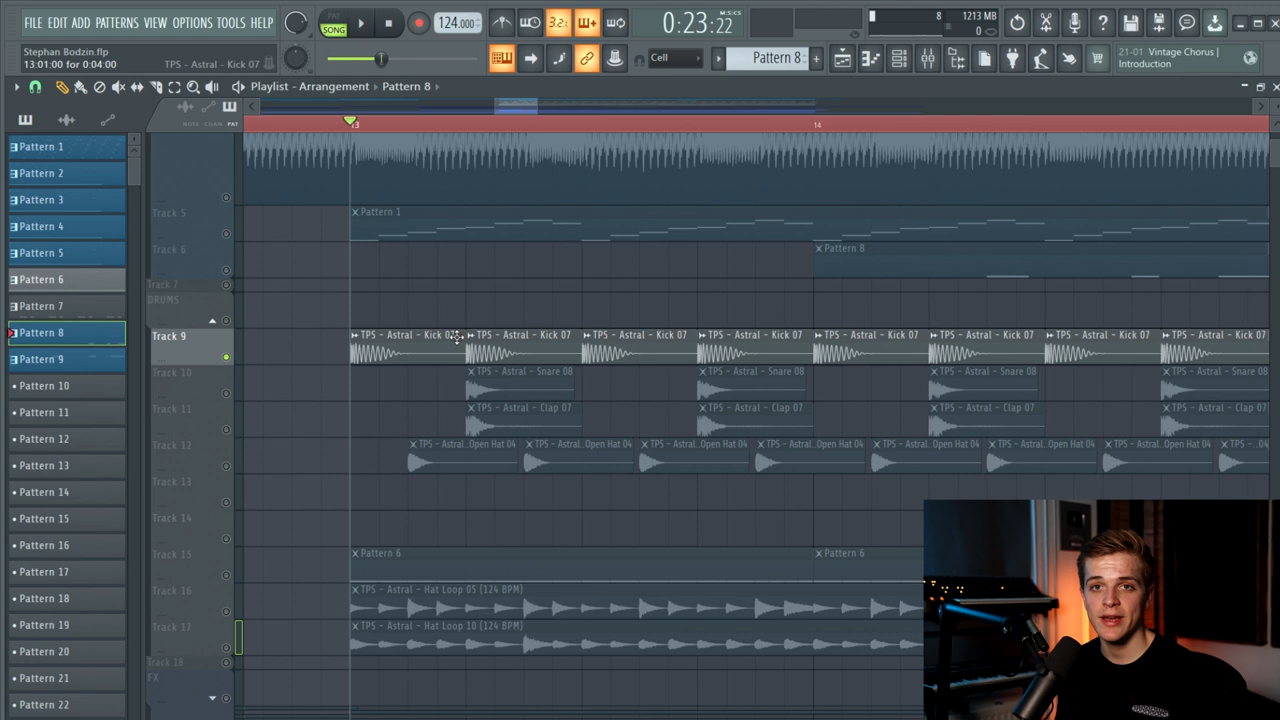 FILE EDIT ADD PATTERNS VIEW OPTIONS TOOLS HELP
PAT
SONG
124.000
3.2.
0:23:22
M:S:CS
8
1213 MB
0
Stephan Bodzin.flp
13:01:00 for 0:04:00
TPS - Astral - Kick 07
Cell
Pattern 8
21-01 Vintage Chorus |
Introduction
Playlist - Arrangement
Pattern 8
NOTE CHAN PAT
13
14
Pattern 1
Pattern 2
Pattern 3
Pattern 4
Pattern 5
Pattern 6
Pattern 7
Pattern 8
Pattern 9
Pattern 10
Pattern 11
Pattern 12
Pattern 13
Pattern 14
Pattern 15
Pattern 16
Pattern 17
Pattern 18
Pattern 19
Pattern 20
Pattern 21
Pattern 22
Track 5
Pattern 1
Track 6
Pattern 8
Track 7
DRUMS
Track 9
TPS - Astral - Kick 07
TPS - Astral - Kick 07
TPS - Astral - Kick 07
TPS - Astral - Kick 07
TPS - Astral - Kick 07
TPS - Astral - Kick 07
TPS - Astral - Kick 07
TPS - Astral - Kick 07
Track 10
TPS - Astral - Snare 08
TPS - Astral - Snare 08
TPS - Astral - Snare 08
TPS - Astral - Snare 08
Track 11
TPS - Astral - Clap 07
TPS - Astral - Clap 07
TPS - Astral - Clap 07
TPS - Astral - Clap 07
Track 12
TPS - Astral..Open Hat 04
TPS - Astral..Open Hat 04
TPS - Astral..Open Hat 04
TPS - Astral..Open Hat 04
TPS - Astral..Open Hat 04
TPS - Astral..Open Hat 04
TPS - Astral..Open Hat 04
TPS -..04
Track 13
Track 14
Track 15
Pattern 6
Pattern 6
Track 16
TPS - Astral - Hat Loop 05 (124 BPM)
Track 17
TPS - Astral - Hat Loop 10 (124 BPM)
Track 18
FX